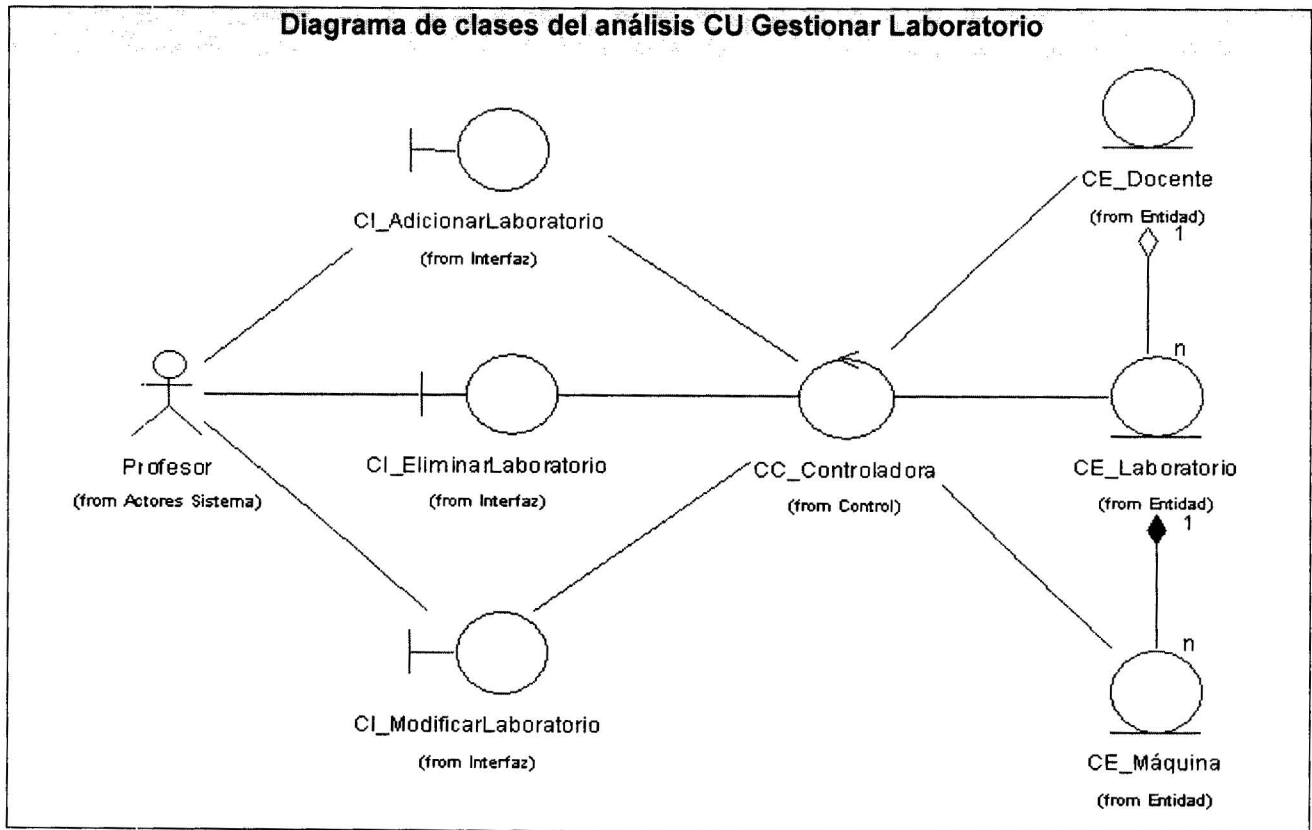 Diagrama de clases del análisis CU Gestionar Laboratorio
CI_AdicionarLaboratorio
(from Interfaz)
CE_Docente
(from Entidad)
1
n
Profesor
(from Actores Sistema)
CI_EliminarLaboratorio
(from Interfaz)
CC_Controladora
(from Control)
CE_Laboratorio
(from Entidad)
1
n
CI_ModificarLaboratorio
(from Interfaz)
CE_Máquina
(from Entidad)